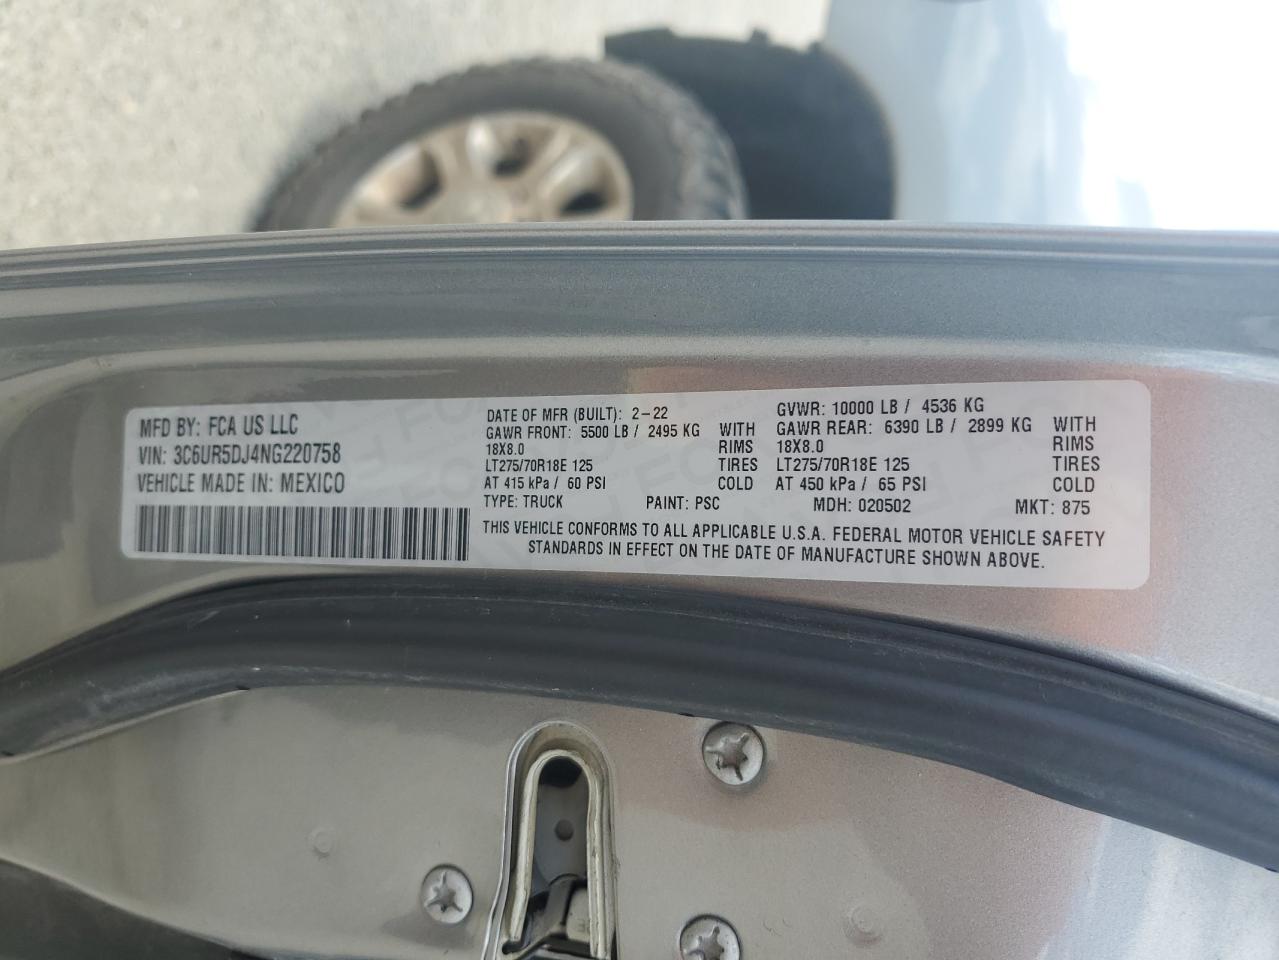 MFD BY: FCA US LLC
VIN: 3C6UR5DJ4NG220758
VEHICLE MADE IN: MEXICO
DATE OF MFR (BUILT): 2-22
GAWR FRONT: 5500 LB / 2495 KG WITH
18X8.0 RIMS
LT275/70R18E 125 TIRES
AT 415 kPa / 60 PSI COLD
GVWR: 10000 LB / 4536 KG
GAWR REAR: 6390 LB / 2899 KG WITH
18X8.0 RIMS
LT275/70R18E 125 TIRES
AT 450 kPa / 65 PSI COLD
TYPE: TRUCK PAINT: PSC MDH: 020502 MKT: 875
THIS VEHICLE CONFORMS TO ALL APPLICABLE U.S.A. FEDERAL MOTOR VEHICLE SAFETY
STANDARDS IN EFFECT ON THE DATE OF MANUFACTURE SHOWN ABOVE.